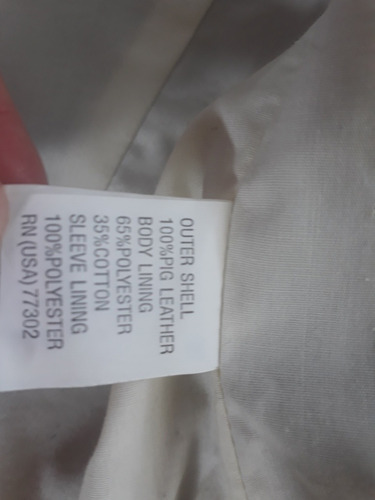 OUTER SHELL
100%PIG LEATHER
BODY LINING
65%POLYESTER
35%COTTON
SLEEVE LINING
100%POLYESTER
RN (USA) 77302